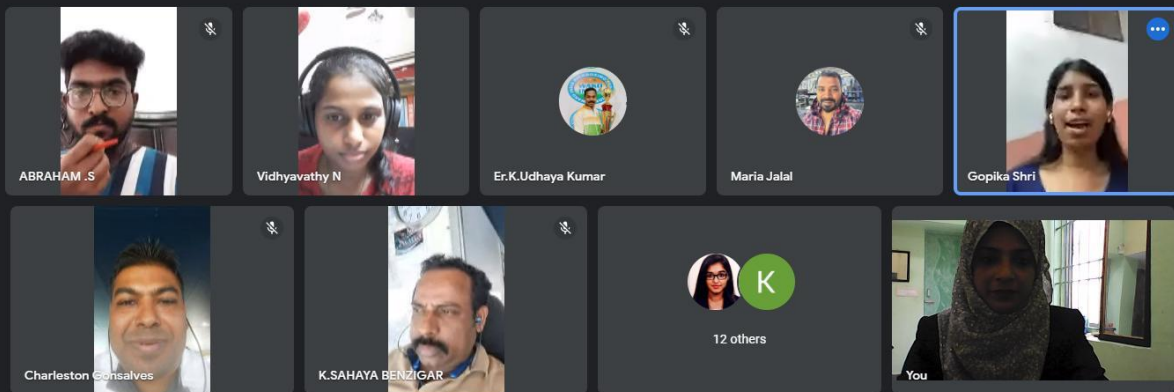 ABRAHAM .S
Vidhyavathy N
Er.K.Udhaya Kumar
Maria Jalal
Gopika Shri
Charleston Gonsalves
K.SAHAYA BENZIGAR
K
12 others
You